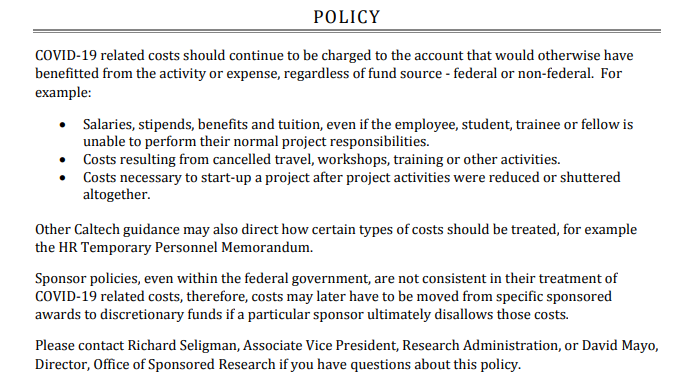 POLICY
COVID-19 related costs should continue to be charged to the account that would otherwise have
benefitted from the activity or expense, regardless of fund source - federal or non-federal.  For
example:
• Salaries, stipends, benefits and tuition, even if the employee, student, trainee or fellow is
unable to perform their normal project responsibilities.
• Costs resulting from cancelled travel, workshops, training or other activities.
• Costs necessary to start-up a project after project activities were reduced or shuttered
altogether.
Other Caltech guidance may also direct how certain types of costs should be treated, for example
the HR Temporary Personnel Memorandum.
Sponsor policies, even within the federal government, are not consistent in their treatment of
COVID-19 related costs, therefore, costs may later have to be moved from specific sponsored
awards to discretionary funds if a particular sponsor ultimately disallows those costs.
Please contact Richard Seligman, Associate Vice President, Research Administration, or David Mayo,
Director, Office of Sponsored Research if you have questions about this policy.